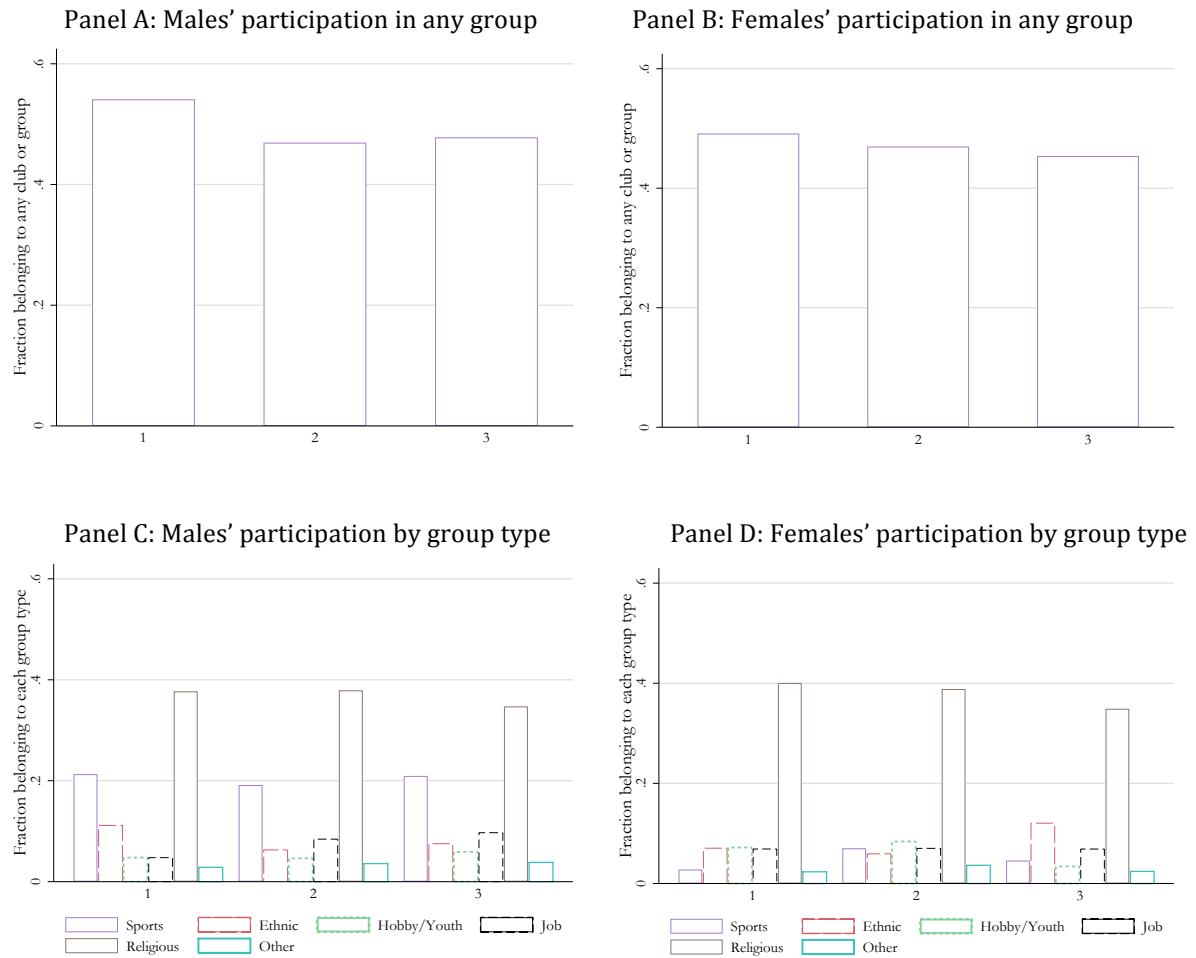 Panel A: Males’ participation in any group
Fraction belonging to any club or group
.6
.4
.2
0
1 2 3
Panel B: Females’ participation in any group
Fraction belonging to any club or group
.6
.4
.2
0
1 2 3
Panel C: Males’ participation by group type
Fraction belonging to each group type
.6
.4
.2
0
1 2 3
Sports Ethnic Hobby/Youth Job
Religious Other
Panel D: Females’ participation by group type
Fraction belonging to each group type
.6
.4
.2
0
1 2 3
Sports Ethnic Hobby/Youth Job
Religious Other